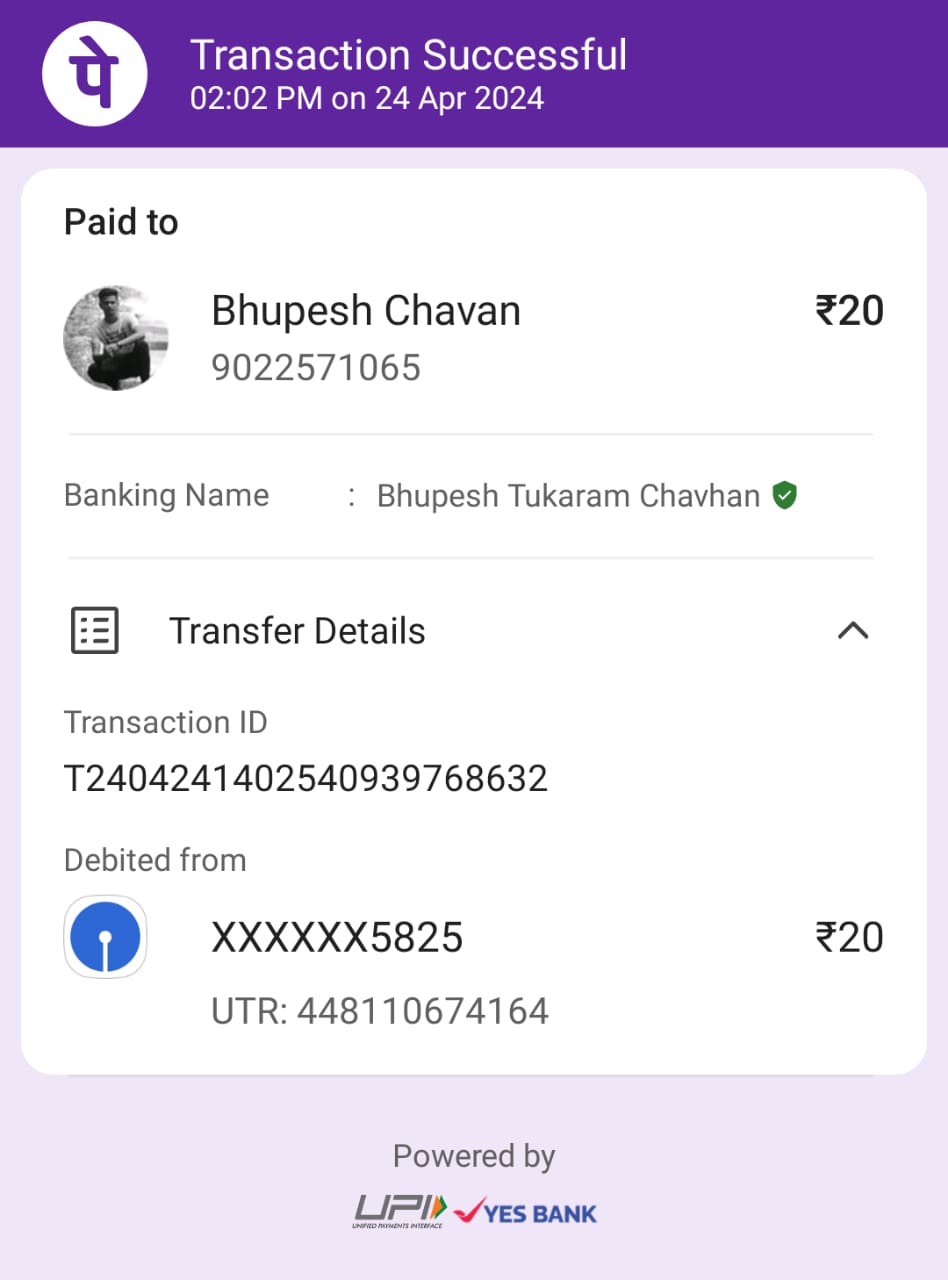 पे
Transaction Successful
02:02 PM on 24 Apr 2024
Paid to
Bhupesh Chavan
₹20
9022571065
Banking Name : Bhupesh Tukaram Chavhan
Transfer Details
Transaction ID
T2404241402540939768632
Debited from
XXXXXX5825
₹20
UTR: 448110674164
Powered by
UPI
UNIFIED PAYMENTS INTERFACE
YES BANK